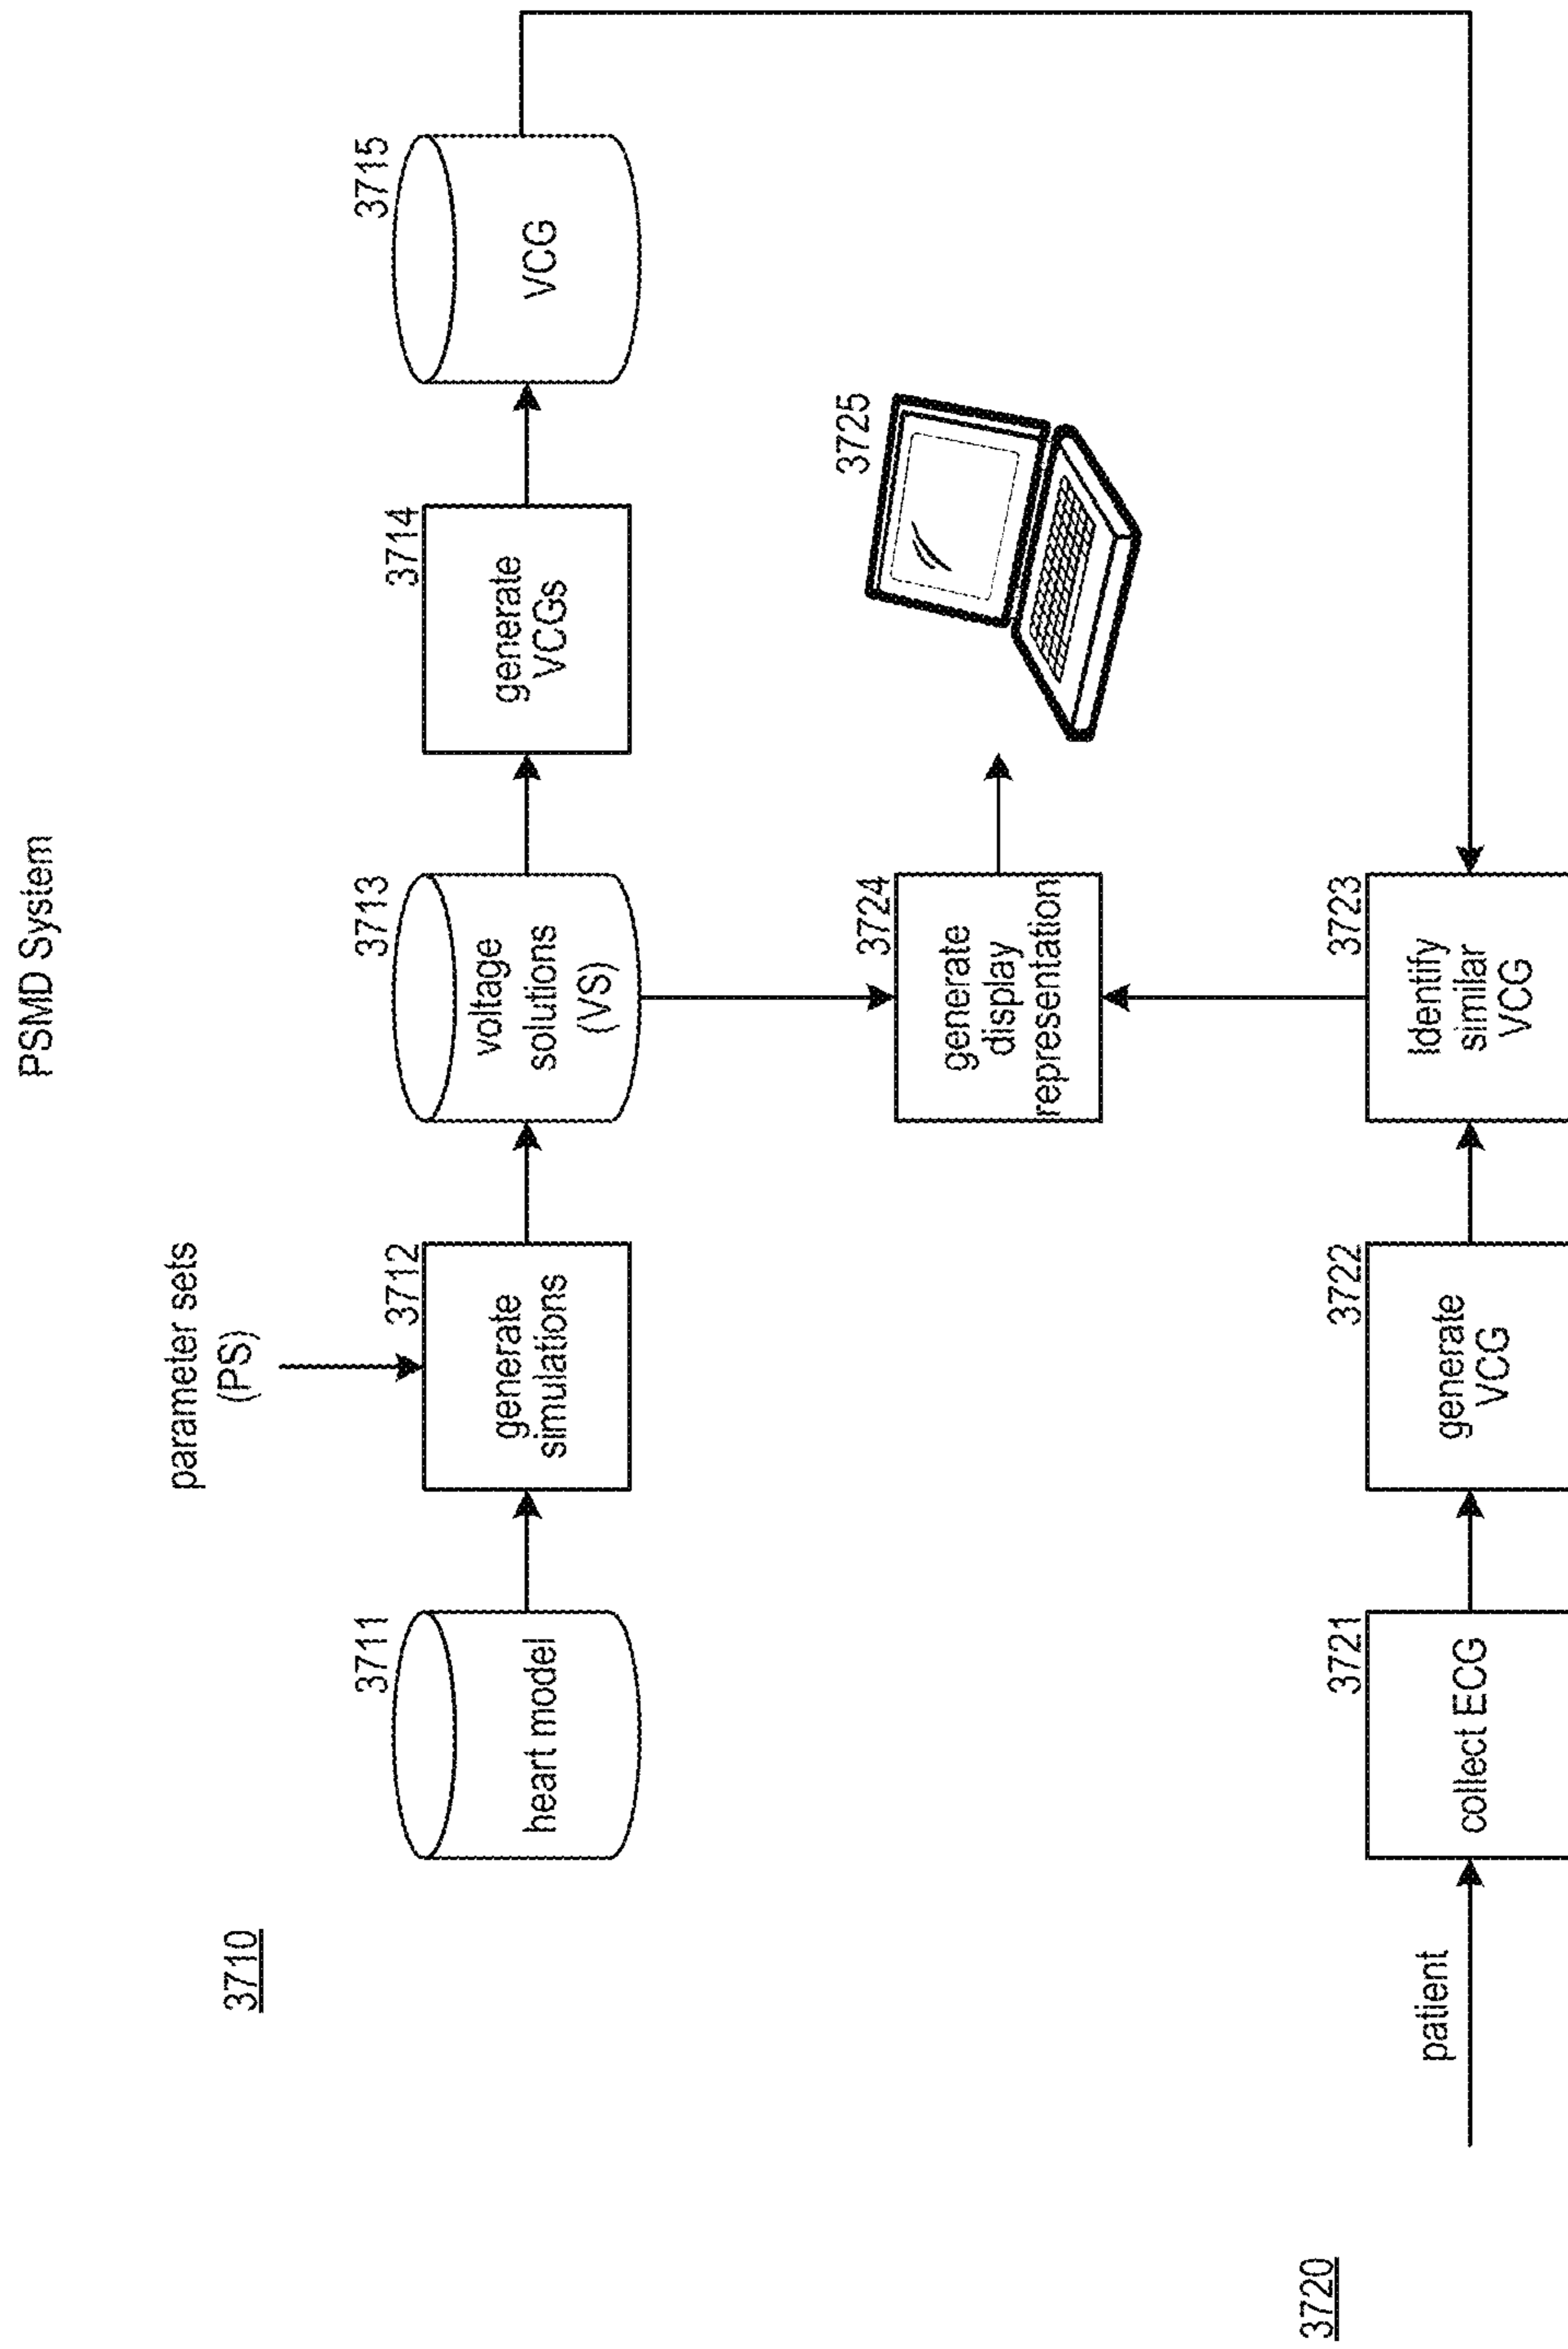 PSMD System
3710
parameter sets
(PS)
3711
heart model
3712
generate
simulations
3713
voltage
solutions
(VS)
3714
generate
VCGs
3715
VCG
3724
generate
display
representation
3725
3720
patient
3721
collect ECG
3722
generate
VCG
3723
Identify
similar
VCG